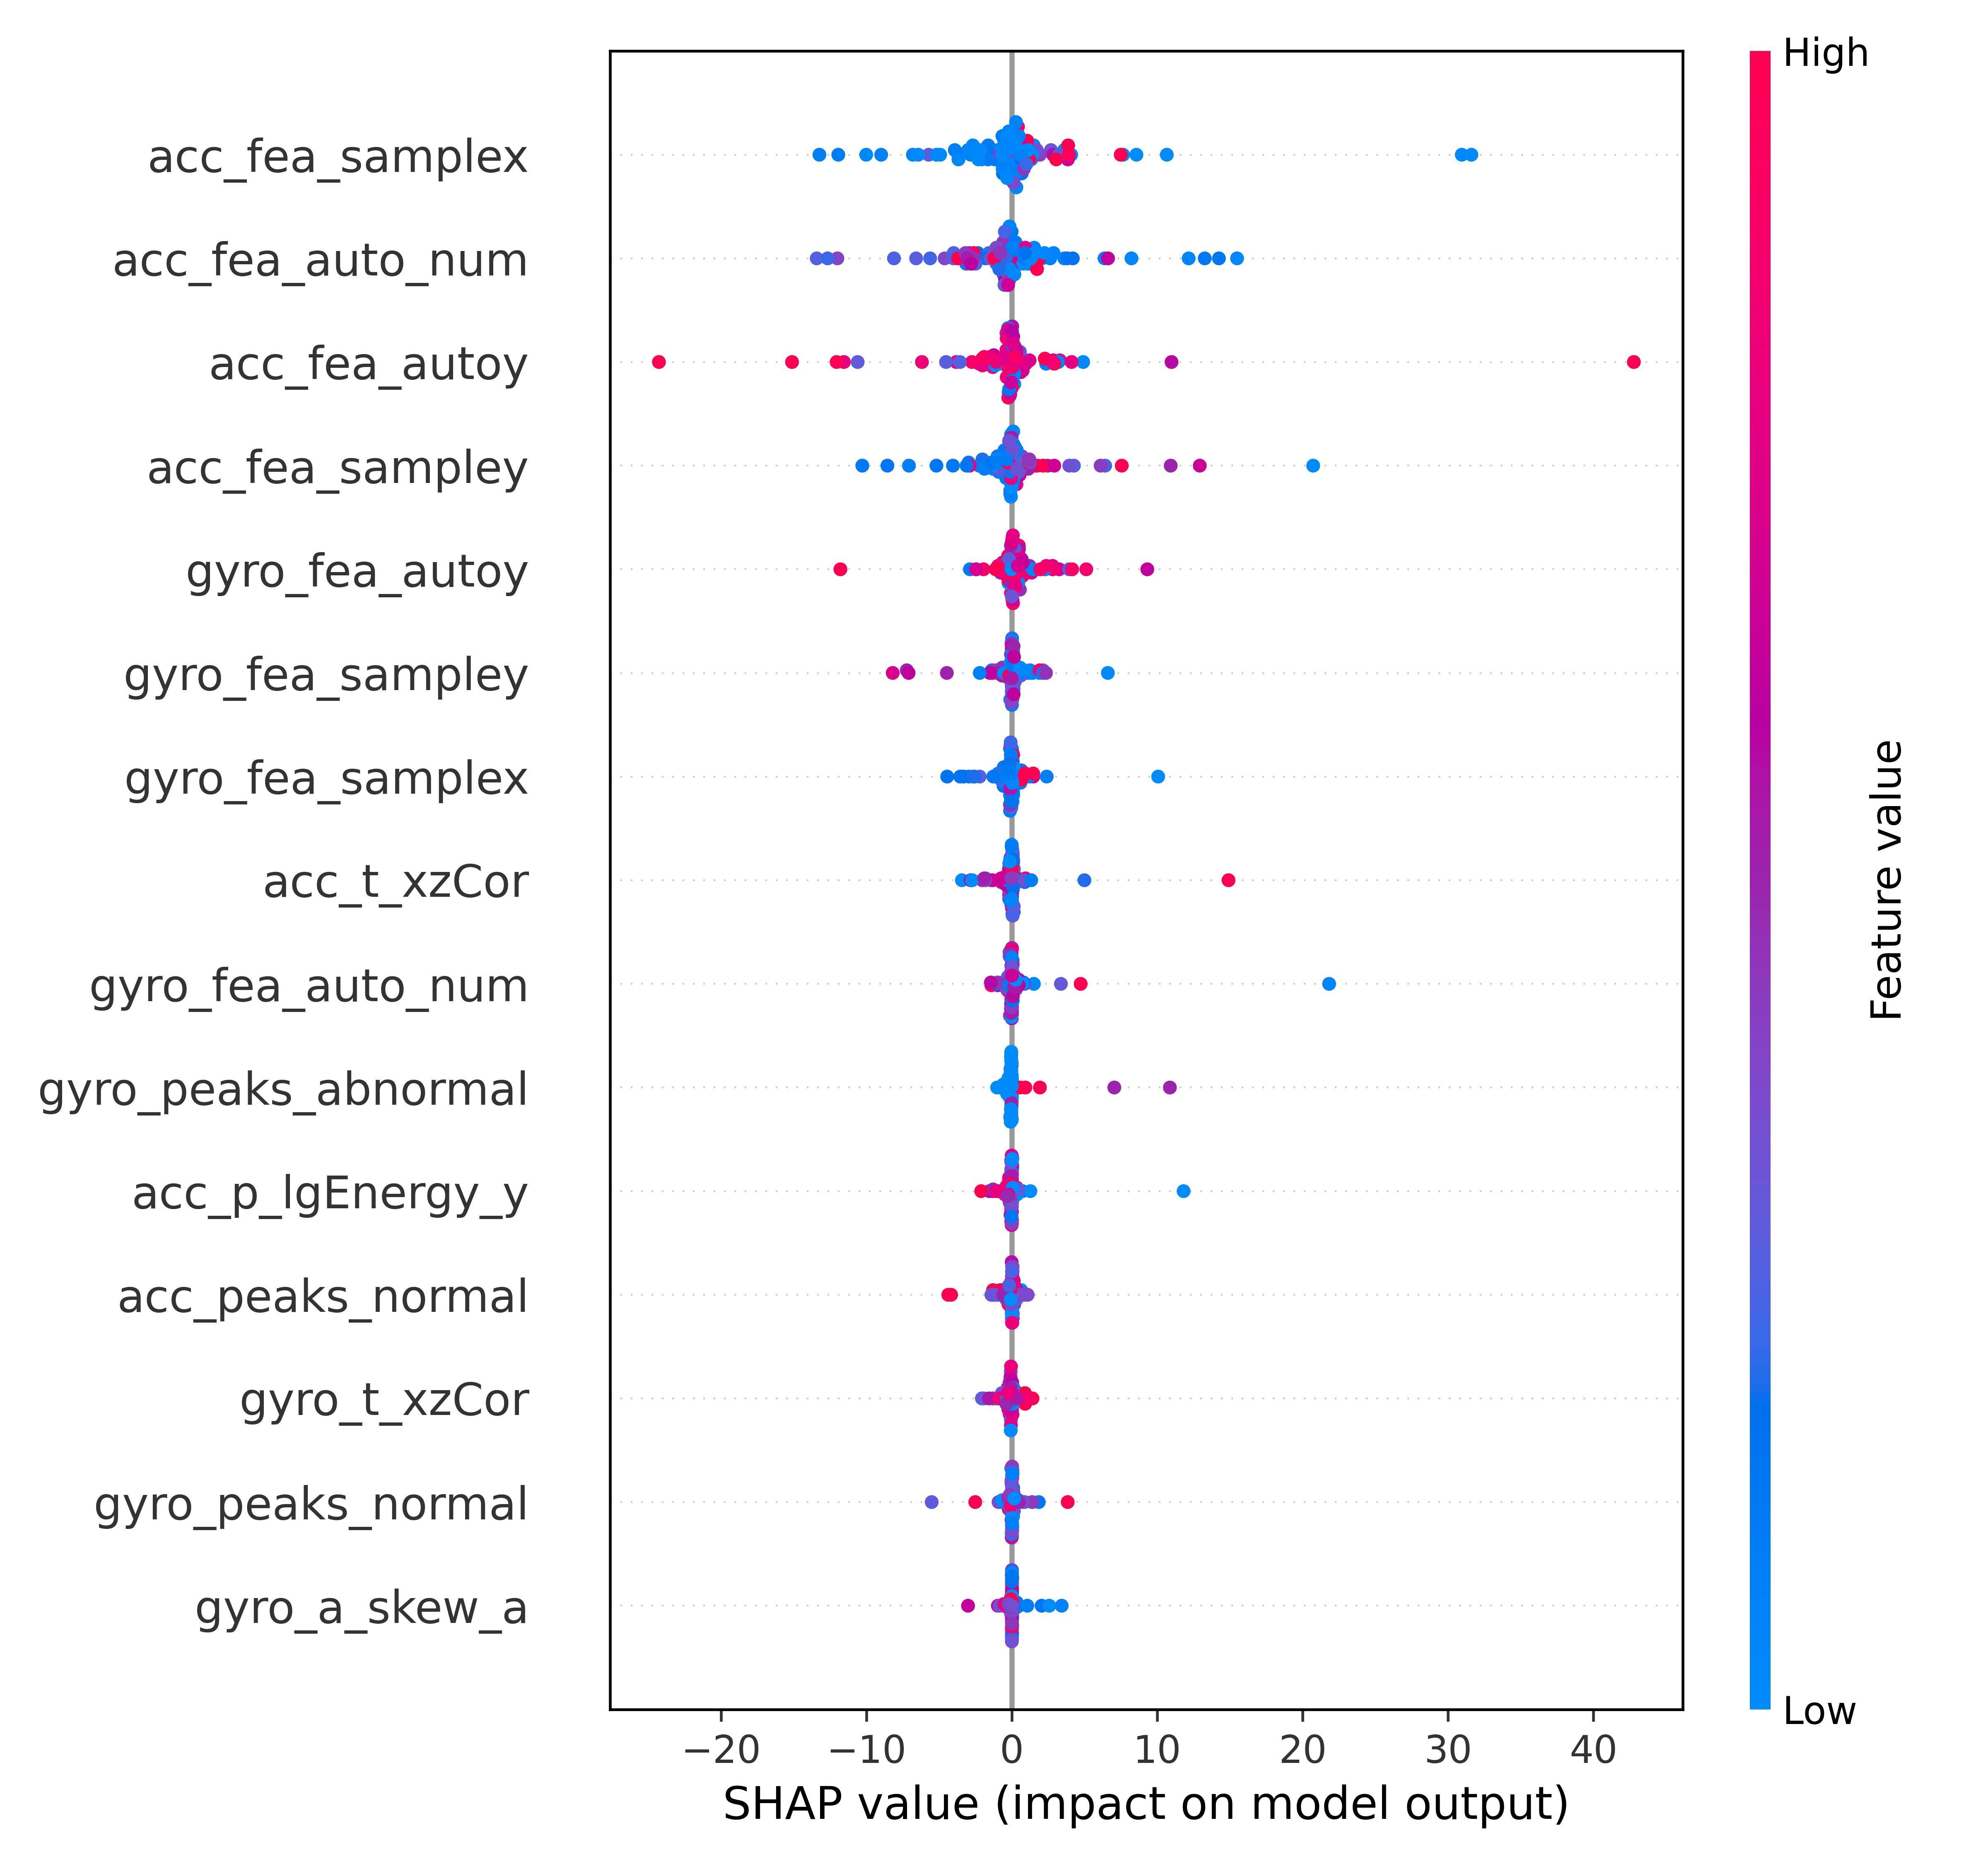 High
acc_fea_samplex
acc_fea_auto_num
acc_fea_autoy
acc_fea_sampley
gyro_fea_autoy
gyro_fea_sampley
gyro_fea_samplex
acc_t_xzCor
gyro_fea_auto_num
gyro_peaks_abnormal
acc_p_lgEnergy_y
acc_peaks_normal
gyro_t_xzCor
gyro_peaks_normal
gyro_a_skew_a
Feature value
Low
−20 −10 0 10 20 30 40
SHAP value (impact on model output)